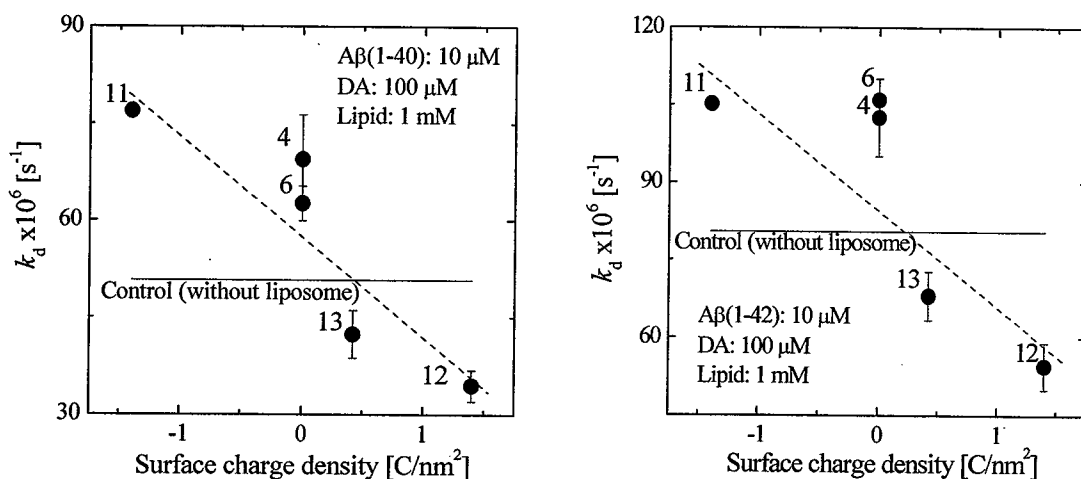 90
60
30
k_d x10^6 [s^-1]
Aβ(1-40): 10 μM
DA: 100 μM
Lipid: 1 mM
11
4
6
Control (without liposome)
13
12
-1 0 1
Surface charge density [C/nm^2]
120
90
60
k_d x10^6 [s^-1]
11
6
4
Control (without liposome)
13
Aβ(1-42): 10 μM
DA: 100 μM
Lipid: 1 mM
12
-1 0 1
Surface charge density [C/nm^2]